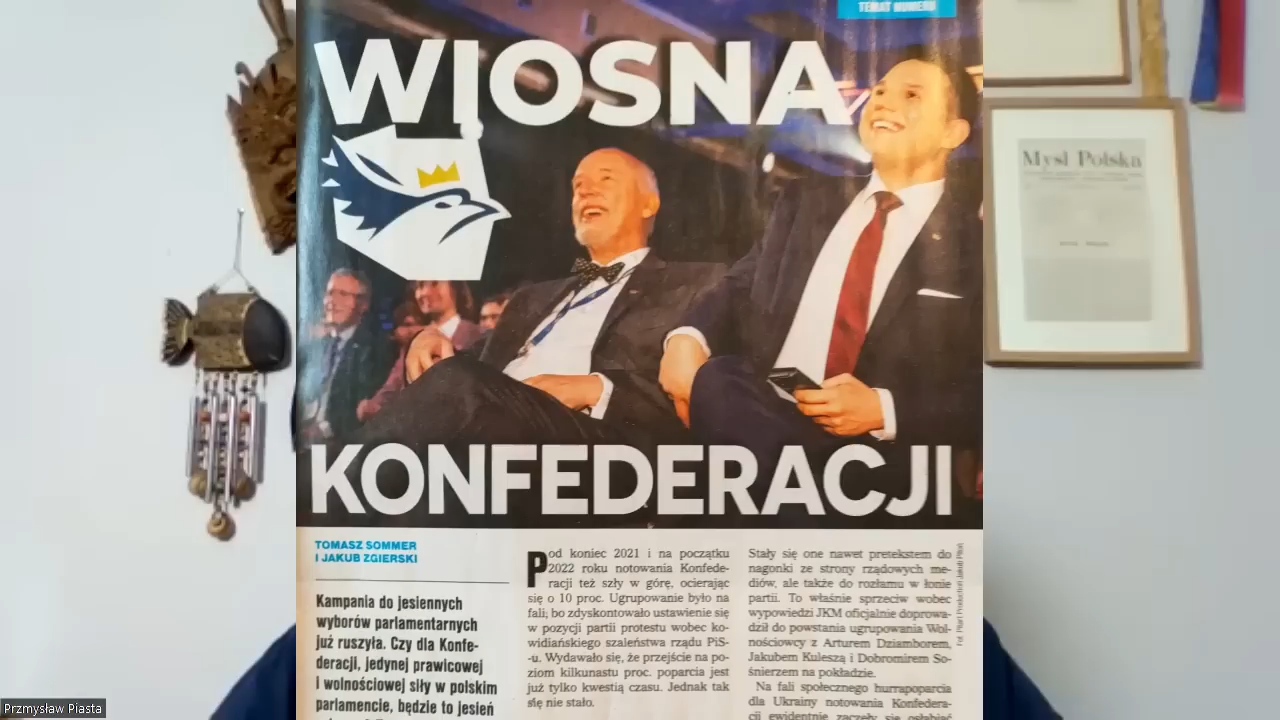 TEMAT NUMERU
WIOSNA
Myśl Polska
KONFEDERACJI
TOMASZ SOMMER
I JAKUB ZGIERSKI
Kampania do jesiennych
wyborów parlamentarnych
już ruszyła. Czy dla Konfe-
deracji, jedynej prawicowej
i wolnościowej siły w polskim
parlamencie, będzie to jesień
Pod koniec 2021 i na początku
2022 roku notowania Konfede-
racji też szły w górę, ocierając
się o 10 proc. Ugrupowanie było na
fali; bo zdyskontowało ustawienie się
w pozycji partii protestu wobec ko-
widiańskiego szaleństwa rządu PiS-
-u. Wydawało się, że przejście na po-
ziom kilkunastu proc. poparcia jest
już tylko kwestią czasu. Jednak tak
się nie stało.
Stały się one nawet pretekstem do
nagonki ze strony rządowych me-
diów, ale także do rozłamu w łonie
partii. To właśnie sprzeciw wobec
wypowiedzi JKM oficjalnie doprowa-
dził do powstania ugrupowania Wol-
nościowcy z Arturem Dziamborem,
Jakubem Kuleszą i Dobromirem So-
śnierzem na pokładzie.
Na fali społecznego hurrapoparcia
dla Ukrainy notowania Konfedera-
cji ewidentnie zaczęły się osłabiać
Przmysław Piasta